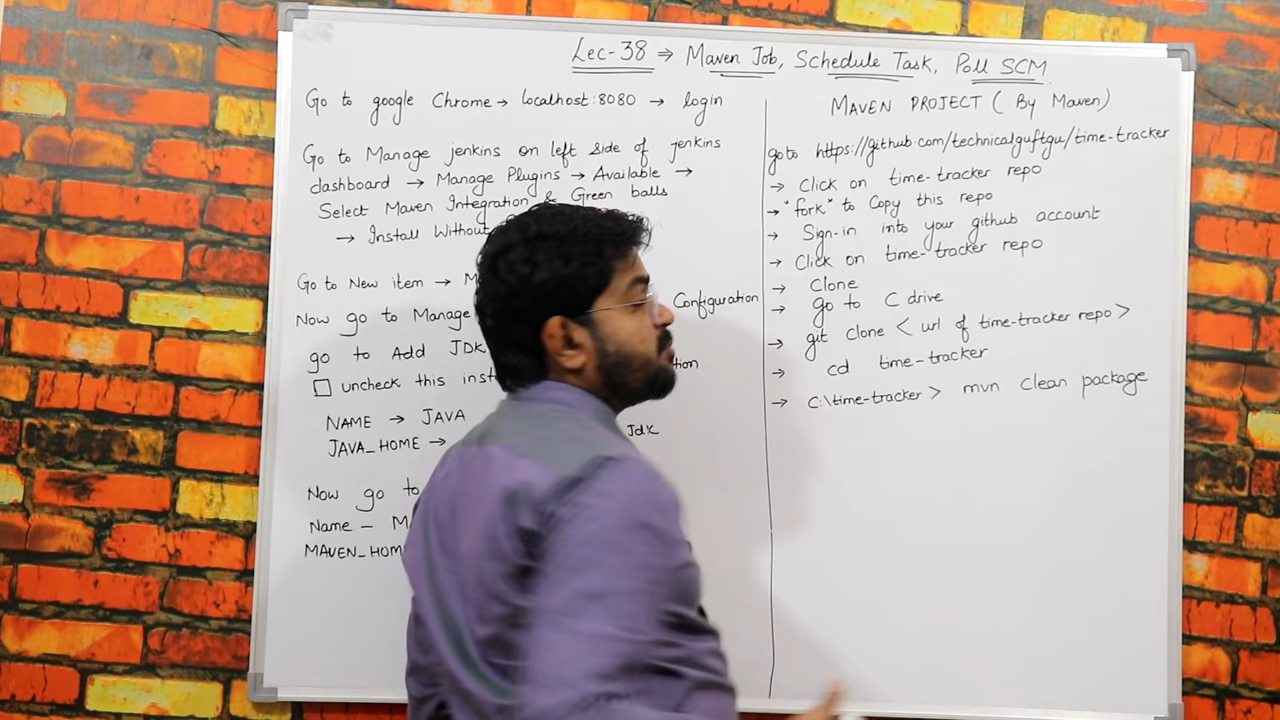 Lec-38 ⇒ Maven Job, Schedule Task, Poll SCM
Go to google Chrome → localhost:8080 → login
Go to Manage jenkins on left side of jenkins
dashboard → Manage Plugins → Available →
Select Maven Integration & Green balls
→ Install Without
Go to New item →
Now go to Manage Configuration
go to Add JDK
☐ uncheck this
NAME → JAVA
JAVA_HOME → Jdk
Now go to
Name -
MAVEN PROJECT ( By Maven)
goto https://github.com/technicalguftgu/time-tracker
→ Click on time-tracker repo
→ "fork" to Copy this repo
→ Sign-in into your github account
→ Click on time-tracker repo
→ Clone
→ go to C drive
→ git clone < url of time-tracker repo >
→ cd time-tracker
→ C:\time-tracker > mvn clean package